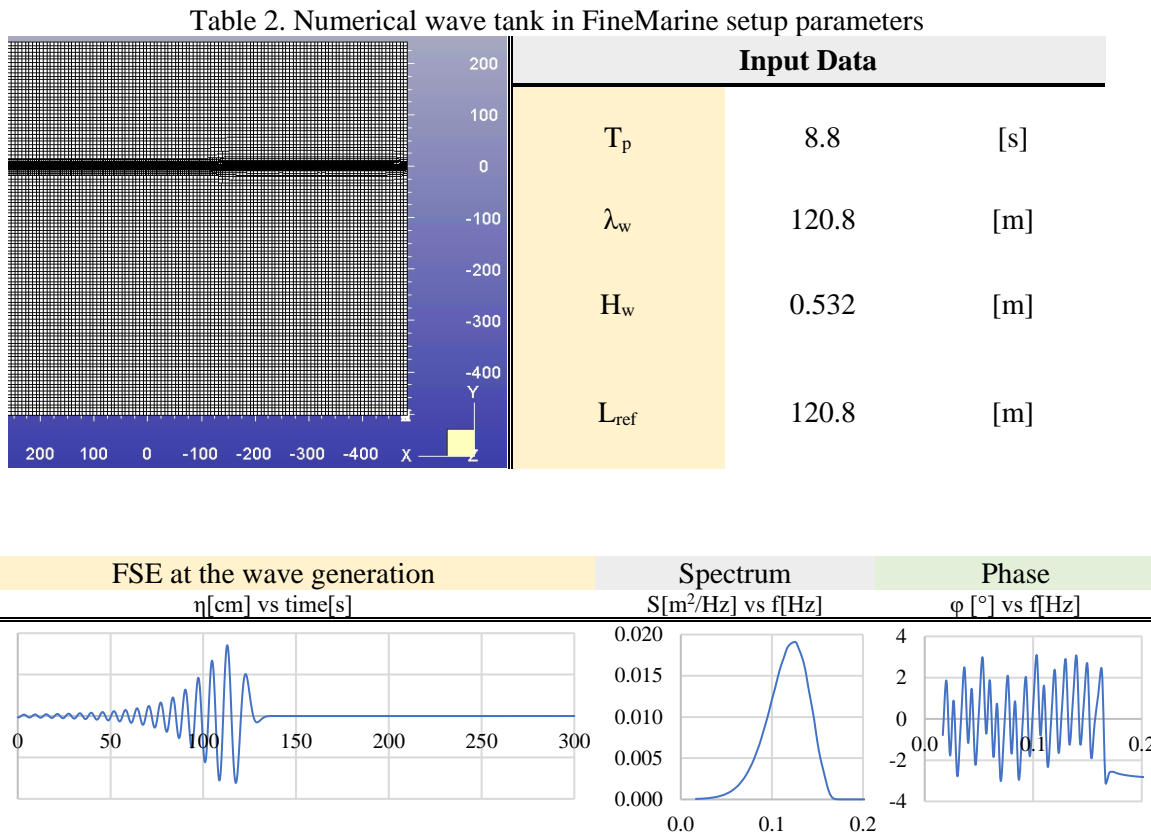 Table 2. Numerical wave tank in FineMarine setup parameters
200
100
0
-100
-200
-300
-400
Y
X
Z
200 100 0 -100 -200 -300 -400
Input Data
Tp 8.8 [s]
λw 120.8 [m]
Hw 0.532 [m]
Lref 120.8 [m]
FSE at the wave generation Spectrum Phase
η[cm] vs time[s] S[m²/Hz] vs f[Hz] φ [°] vs f[Hz]
0 50 100 150 200 250 300
0.020
0.015
0.010
0.005
0.000
0.0 0.1 0.2
4
2
0
-2
-4
0.0 0.1 0.2